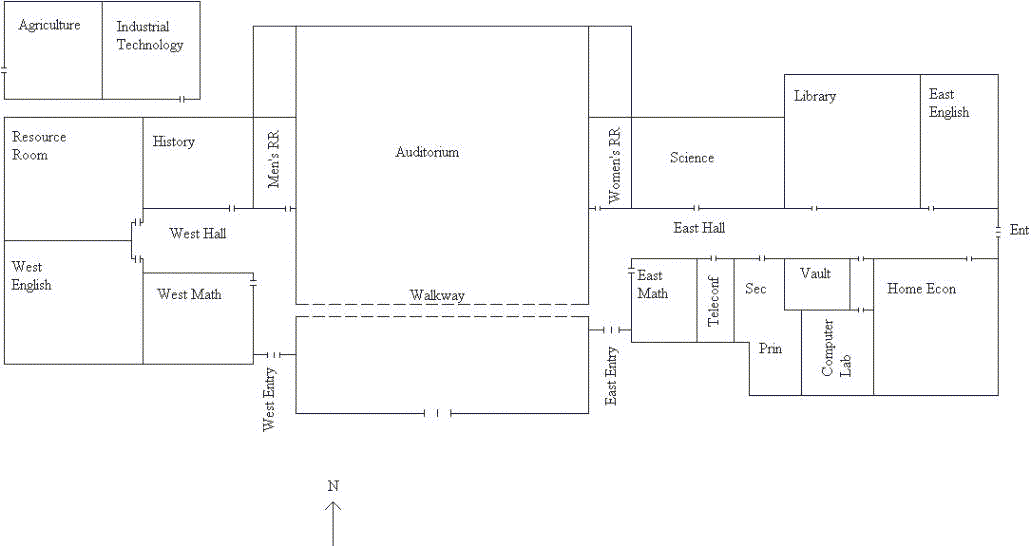 Agriculture
Industrial
Technology
Library
East
English
Resource
Room
History
Men's RR
Auditorium
Women's RR
Science
West Hall
East Hall
Ent
West
English
West Math
Walkway
East
Math
Teleconf
Sec
Vault
Home Econ
Prin
Computer
Lab
West Entry
East Entry
N